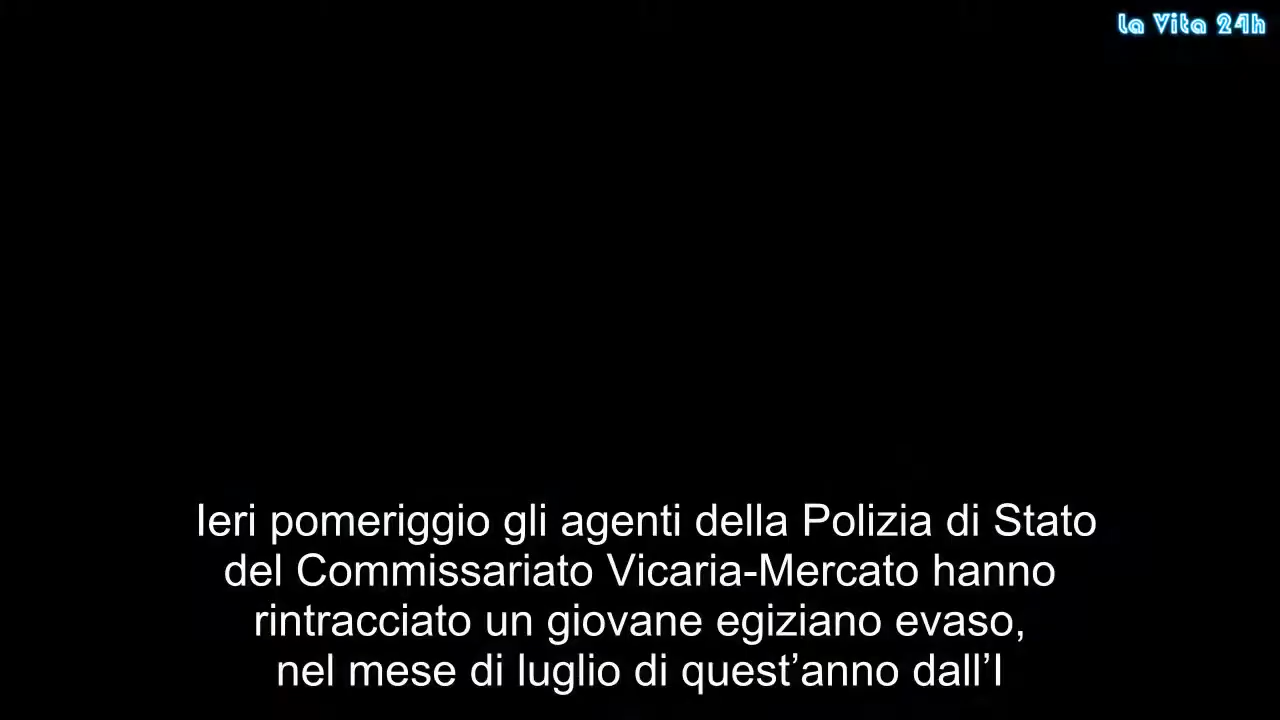 la Vita 24h
Ieri pomeriggio gli agenti della Polizia di Stato
del Commissariato Vicaria-Mercato hanno
rintracciato un giovane egiziano evaso,
nel mese di luglio di quest’anno dall’I